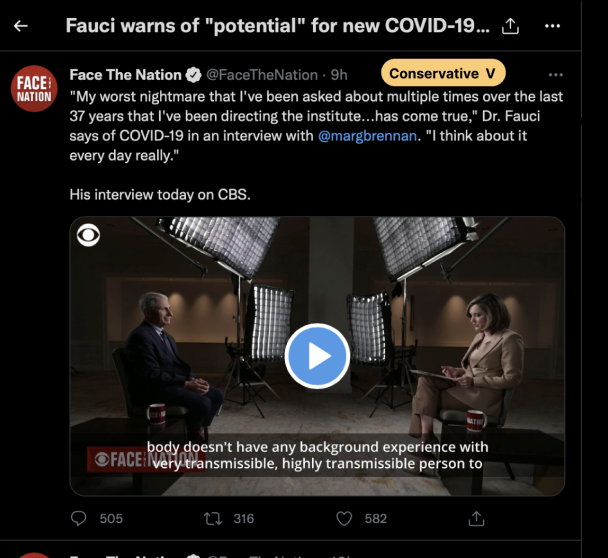 Fauci warns of "potential" for new COVID-19...
Face The Nation @FaceTheNation · 9h
Conservative V
"My worst nightmare that I've been asked about multiple times over the last
37 years that I've been directing the institute...has come true," Dr. Fauci
says of COVID-19 in an interview with @margbrennan. "I think about it
every day really."
His interview today on CBS.
FACE
NATION
body doesn't have any background experience with
very transmissible, highly transmissible person to
FACE NATION
505 316 582